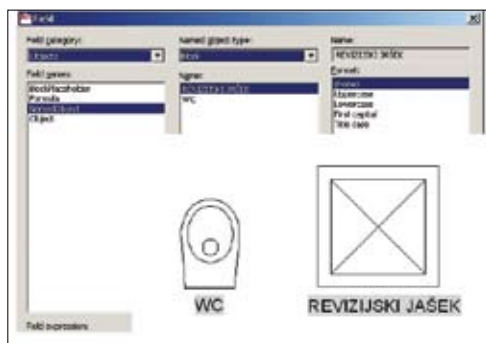 Field
Field category: Named object type: Name:
Objects Block REVIZIJSKI JAŠEK
Field names: Name: Format:
BlockPlaceholder REVIZIJSKI JAŠEK (none)
Formula WC Uppercase
NamedObject Lowercase
Object First capital
Title case
WC REVIZIJSKI JAŠEK
Field expression: